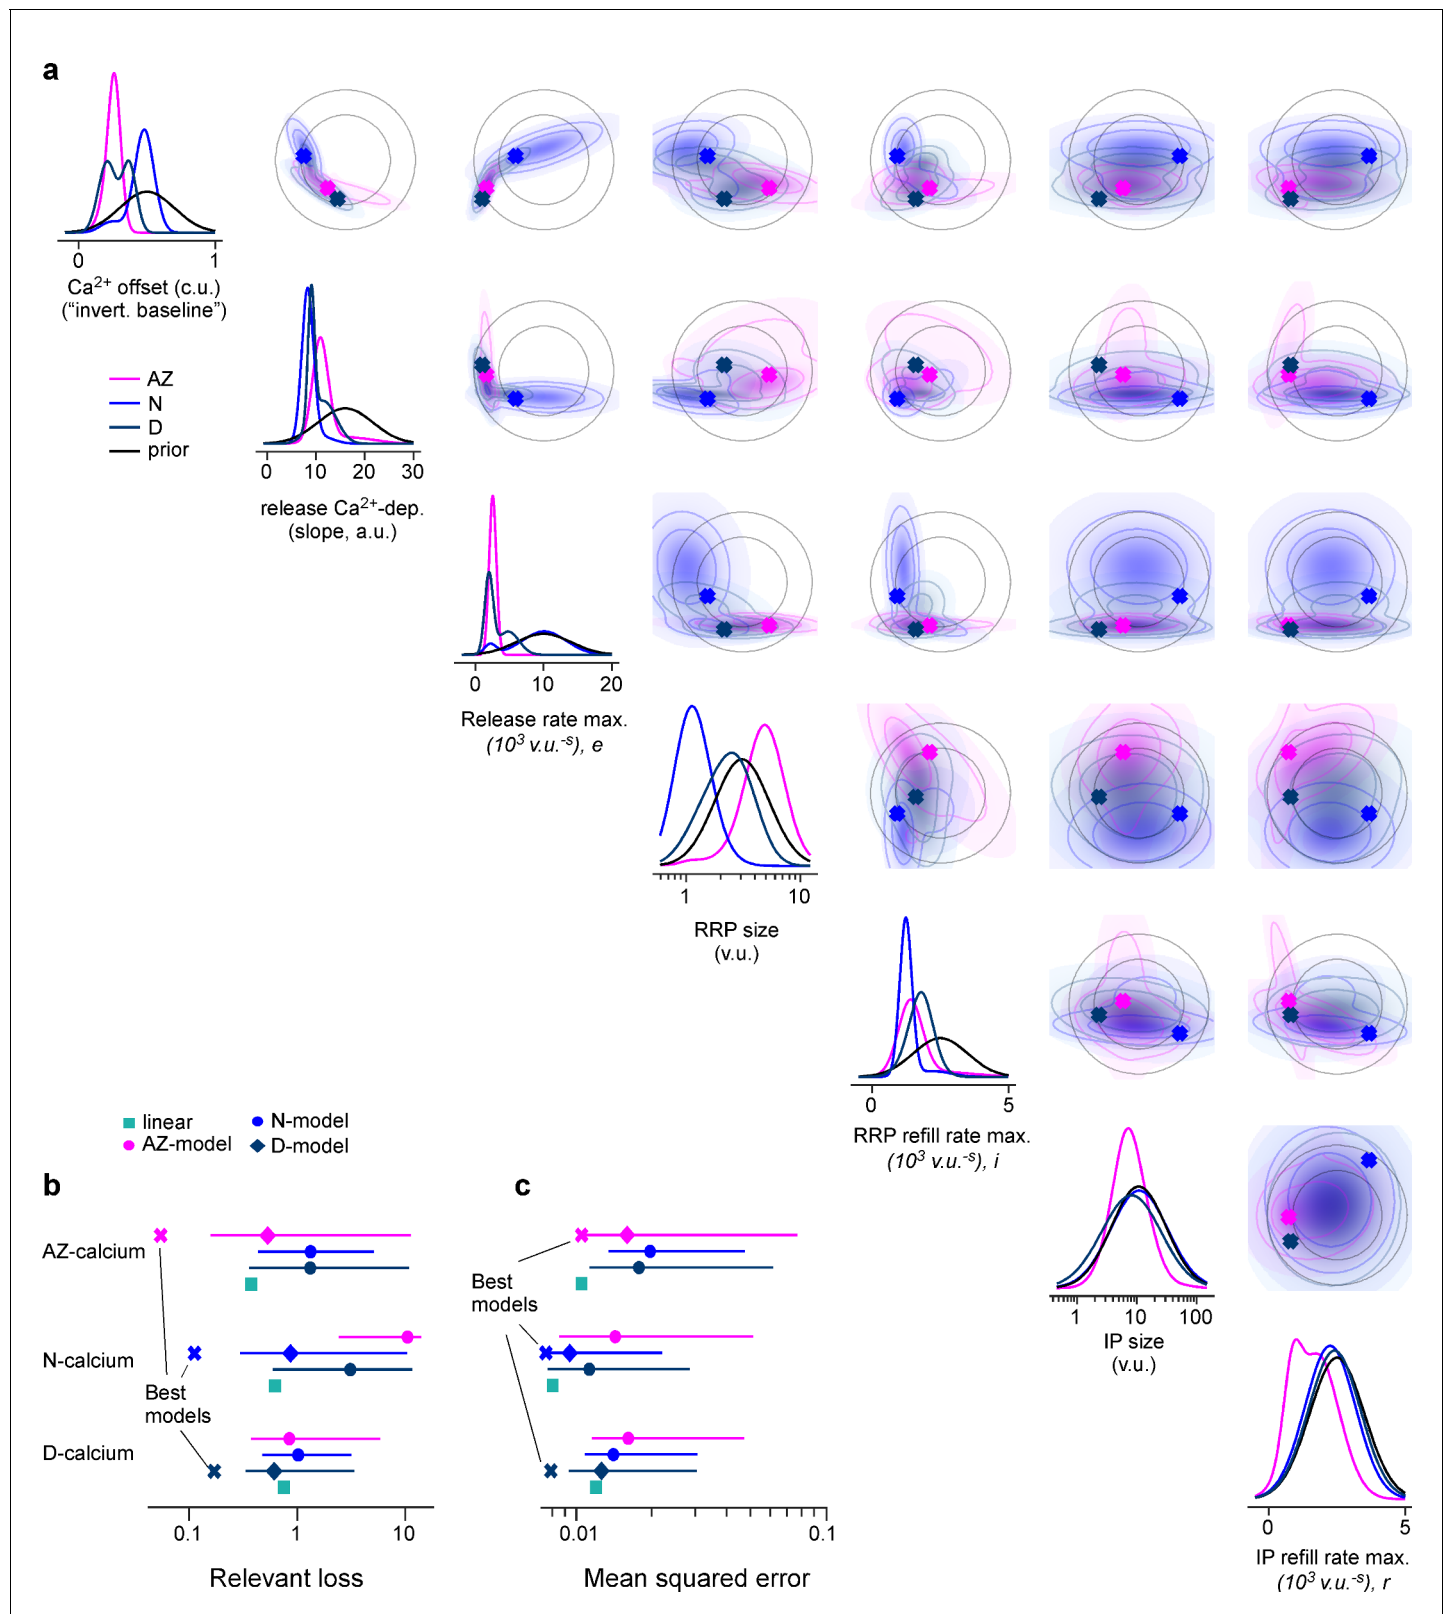 a
0 1
Ca2+ offset (c.u.)
(“invert. baseline”)
AZ
N
D
prior
0 10 20 30
release Ca2+-dep.
(slope, a.u.)
0 10 20
Release rate max.
(10³ v.u.-s), e
1 10
RRP size
(v.u.)
0 5
RRP refill rate max.
(10³ v.u.-s), i
1 10 100
IP size
(v.u.)
0 5
IP refill rate max.
(10³ v.u.-s), r
linear
AZ-model
N-model
D-model
b
AZ-calcium
N-calcium
D-calcium
Best
models
0.1 1 10
Relevant loss
c
Best
models
0.01 0.1
Mean squared error